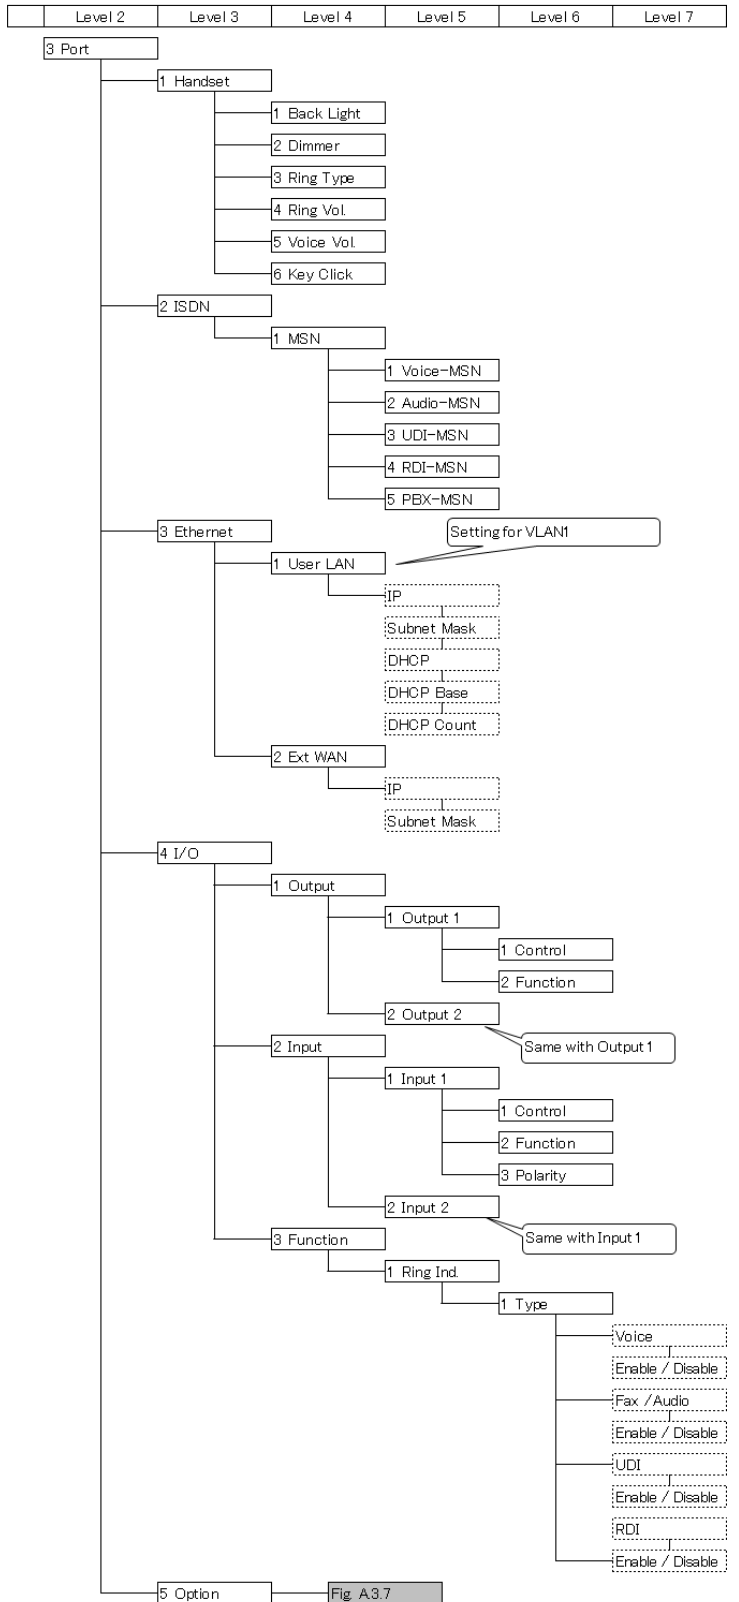 Level 2 Level 3 Level 4 Level 5 Level 6 Level 7
3 Port
1 Handset
1 Back Light
2 Dimmer
3 Ring Type
4 Ring Vol.
5 Voice Vol.
6 Key Click
2 ISDN
1 MSN
1 Voice-MSN
2 Audio-MSN
3 UDI-MSN
4 RDI-MSN
5 PBX-MSN
3 Ethernet
Setting for VLAN1
1 User LAN
IP
Subnet Mask
DHCP
DHCP Base
DHCP Count
2 Ext WAN
IP
Subnet Mask
4 I/O
1 Output
1 Output 1
1 Control
2 Function
2 Output 2
Same with Output 1
2 Input
1 Input 1
1 Control
2 Function
3 Polarity
2 Input 2
Same with Input 1
3 Function
1 Ring Ind.
1 Type
Voice
Enable / Disable
Fax /Audio
Enable / Disable
UDI
Enable / Disable
RDI
Enable / Disable
5 Option
Fig. A.3.7